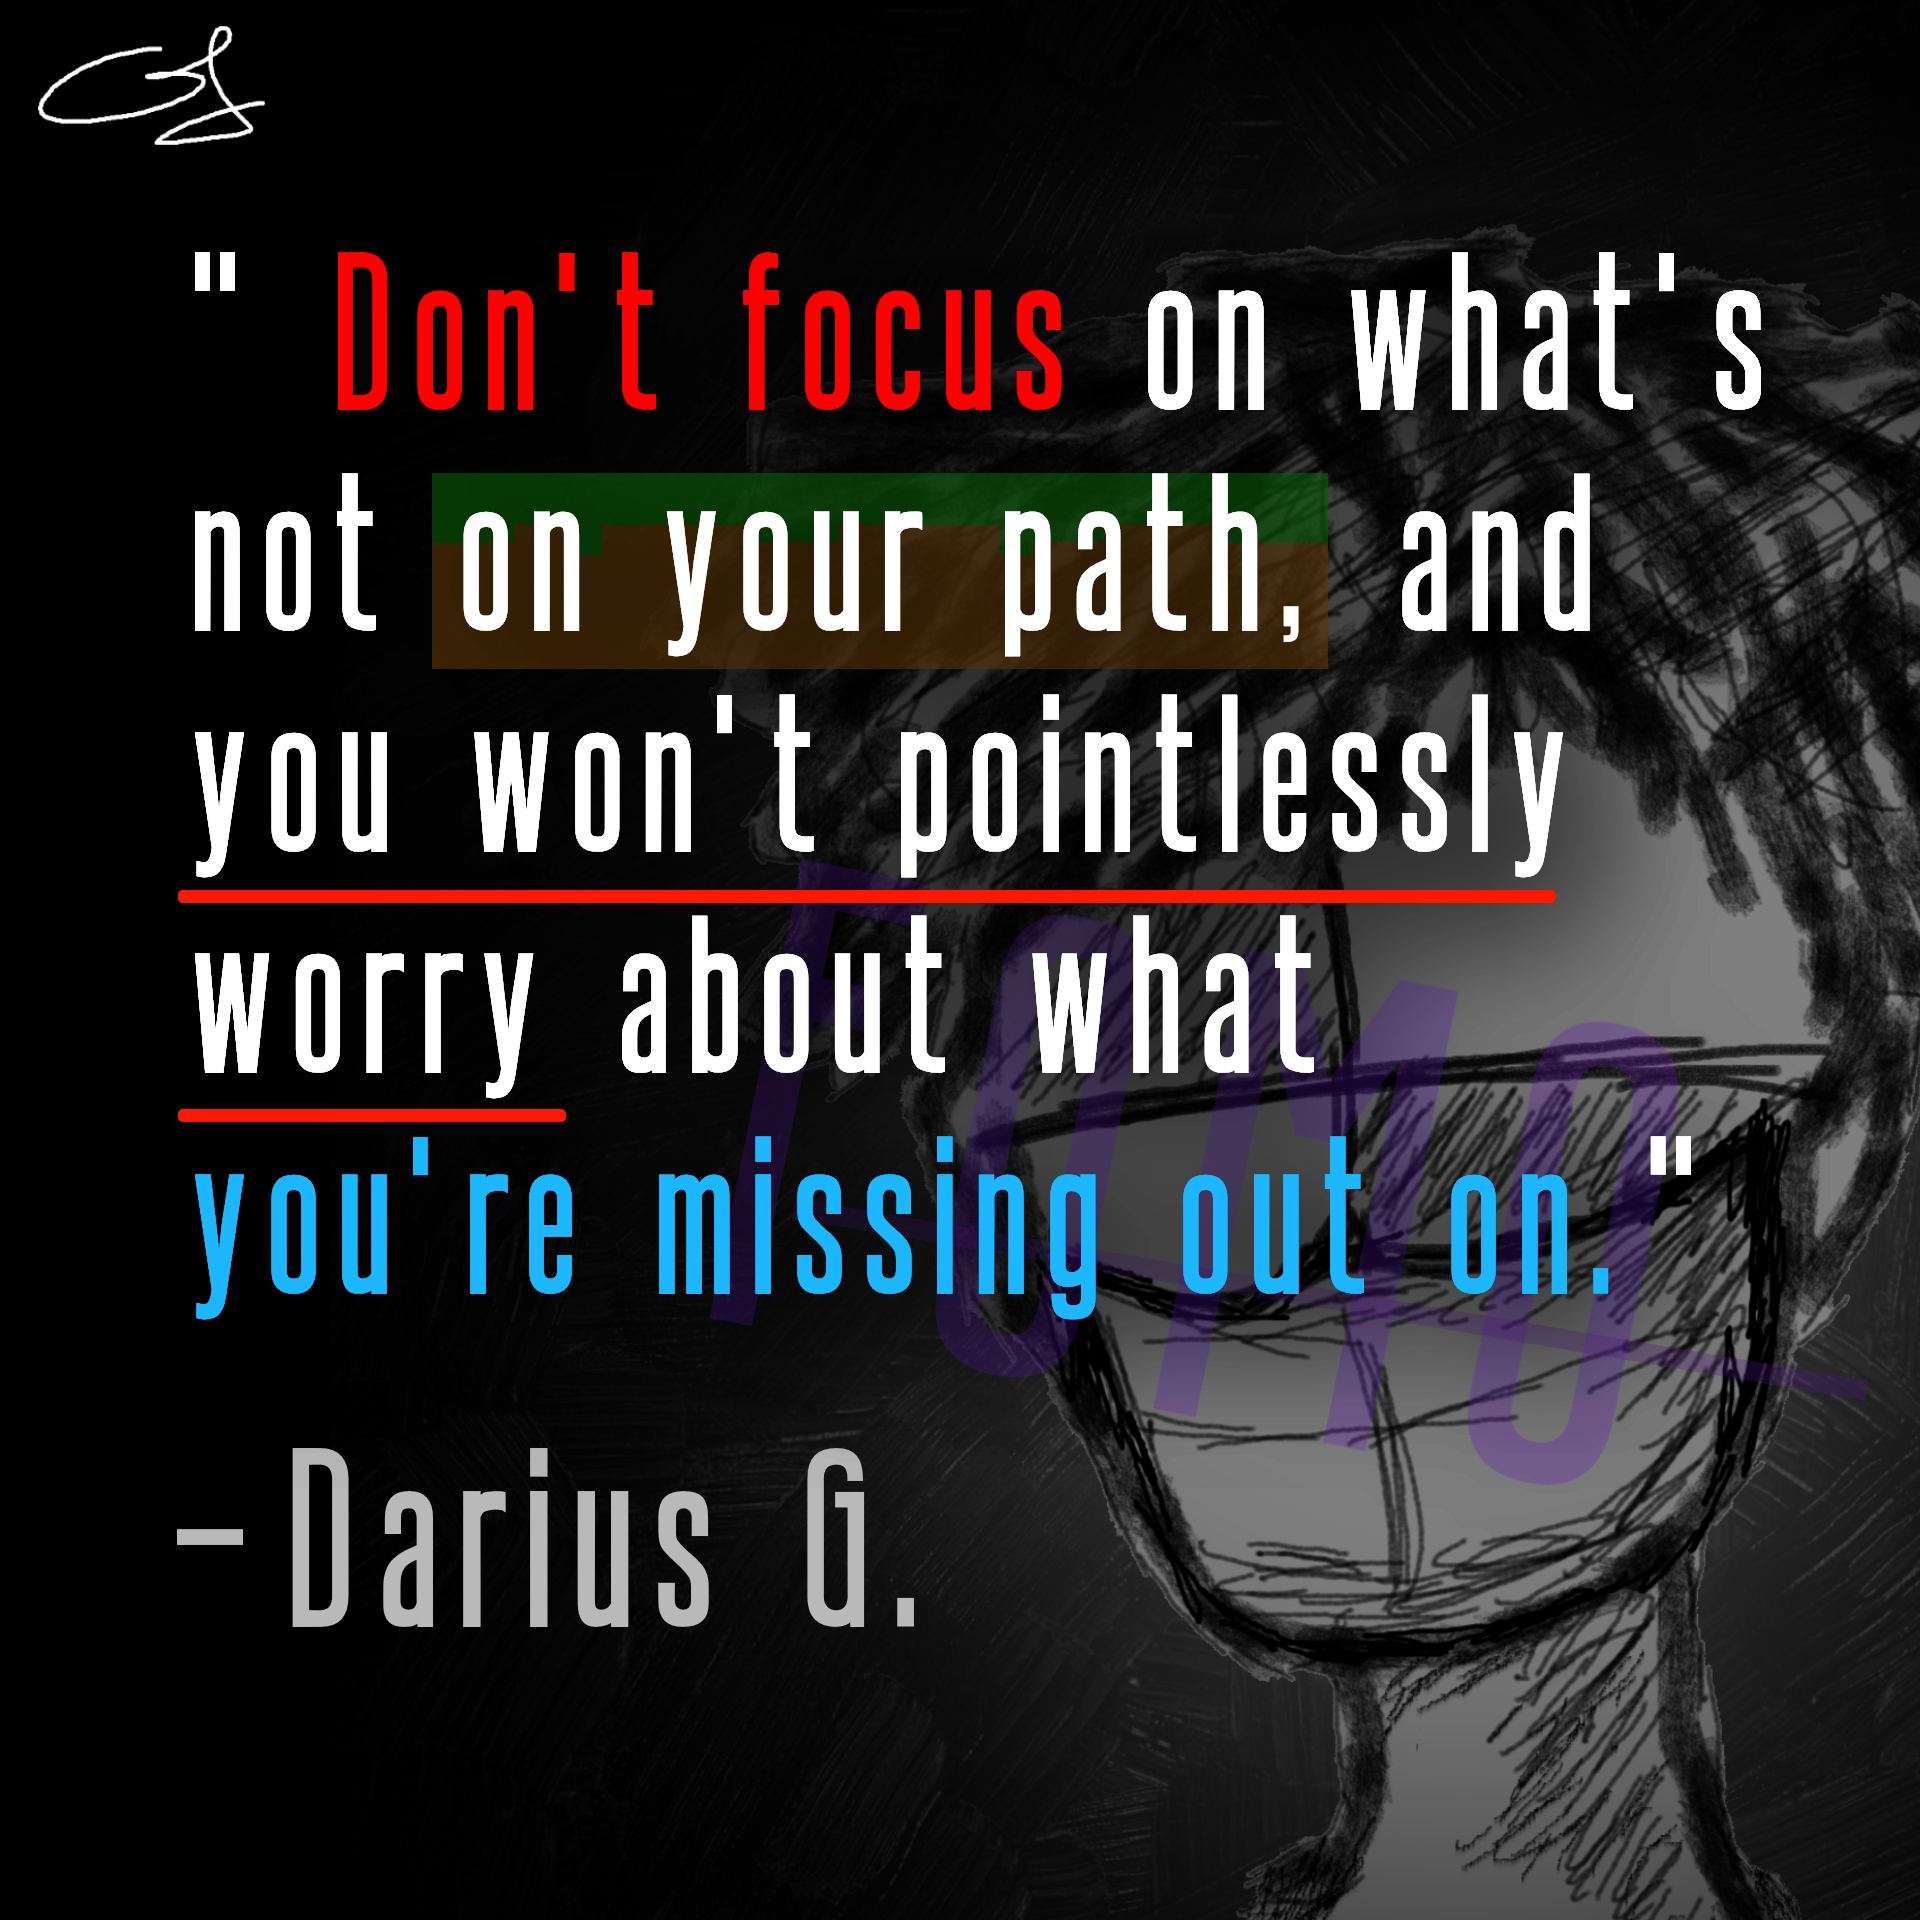 " Don't focus on what's
not on your path, and
you won't pointlessly
worry about what
you're missing out on."
FOMO
– Darius G.